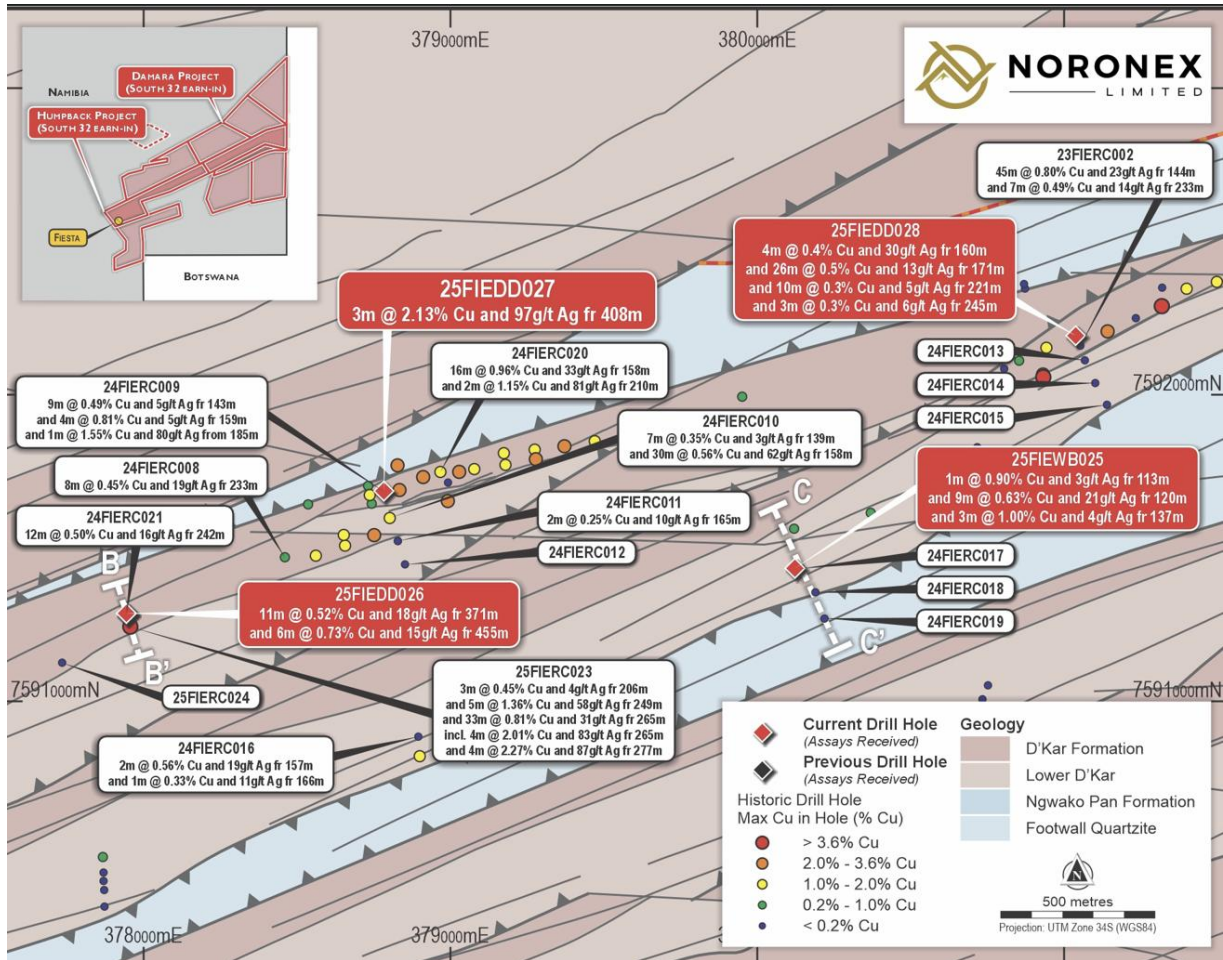 379000mE
380000mE
NAMIBIA
DAMARA PROJECT
(SOUTH 32 EARN-IN)
HUMPBACK PROJECT
(SOUTH 32 EARN-IN)
FIESTA
BOTSWANA
NORONEX
LIMITED
23FIERC002
45m @ 0.80% Cu and 23g/t Ag fr 144m
and 7m @ 0.49% Cu and 14g/t Ag fr 233m
25FIEDD028
4m @ 0.4% Cu and 30g/t Ag fr 160m
and 26m @ 0.5% Cu and 13g/t Ag fr 171m
and 10m @ 0.3% Cu and 5g/t Ag fr 221m
and 3m @ 0.3% Cu and 6g/t Ag fr 245m
25FIEDD027
3m @ 2.13% Cu and 97g/t Ag fr 408m
24FIERC020
16m @ 0.96% Cu and 33g/t Ag fr 158m
and 2m @ 1.15% Cu and 81g/t Ag fr 210m
24FIERC013
24FIERC014
24FIERC015
7592000mN
24FIERC009
9m @ 0.49% Cu and 5g/t Ag fr 143m
and 4m @ 0.81% Cu and 5g/t Ag fr 159m
and 1m @ 1.55% Cu and 80g/t Ag from 185m
24FIERC010
7m @ 0.35% Cu and 3g/t Ag fr 139m
and 30m @ 0.56% Cu and 62g/t Ag fr 158m
24FIERC008
8m @ 0.45% Cu and 19g/t Ag fr 233m
25FIEWB025
1m @ 0.90% Cu and 3g/t Ag fr 113m
and 9m @ 0.63% Cu and 21g/t Ag fr 120m
and 3m @ 1.00% Cu and 4g/t Ag fr 137m
24FIERC021
12m @ 0.50% Cu and 16g/t Ag fr 242m
24FIERC011
2m @ 0.25% Cu and 10g/t Ag fr 165m
24FIERC012
C
24FIERC017
24FIERC018
24FIERC019
C'
B
25FIEDD026
11m @ 0.52% Cu and 18g/t Ag fr 371m
and 6m @ 0.73% Cu and 15g/t Ag fr 455m
B'
7591000mN
25FIERC024
25FIERC023
3m @ 0.45% Cu and 4g/t Ag fr 206m
and 5m @ 1.36% Cu and 58g/t Ag fr 249m
and 33m @ 0.81% Cu and 31g/t Ag fr 265m
incl. 4m @ 2.01% Cu and 83g/t Ag fr 265m
and 4m @ 2.27% Cu and 87g/t Ag fr 277m
7591000mN
24FIERC016
2m @ 0.56% Cu and 19g/t Ag fr 157m
and 1m @ 0.33% Cu and 11g/t Ag fr 166m
Current Drill Hole
(Assays Received)
Previous Drill Hole
(Assays Received)
Historic Drill Hole
Max Cu in Hole (% Cu)
> 3.6% Cu
2.0% - 3.6% Cu
1.0% - 2.0% Cu
0.2% - 1.0% Cu
< 0.2% Cu
Geology
D'Kar Formation
Lower D'Kar
Ngwako Pan Formation
Footwall Quartzite
N
500 metres
Projection: UTM Zone 34S (WGS84)
378000mE
379000mE